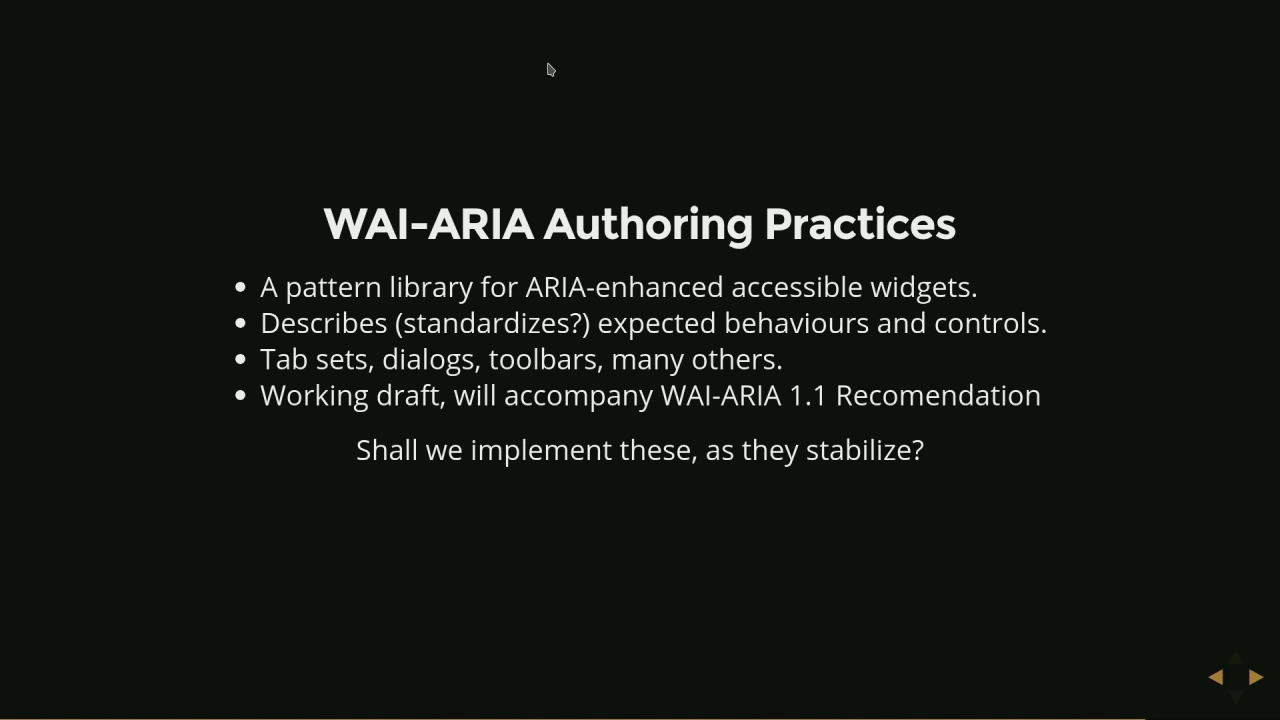 WAI-ARIA Authoring Practices
A pattern library for ARIA-enhanced accessible widgets.
Describes (standardizes?) expected behaviours and controls.
Tab sets, dialogs, toolbars, many others.
Working draft, will accompany WAI-ARIA 1.1 Recomendation
Shall we implement these, as they stabilize?